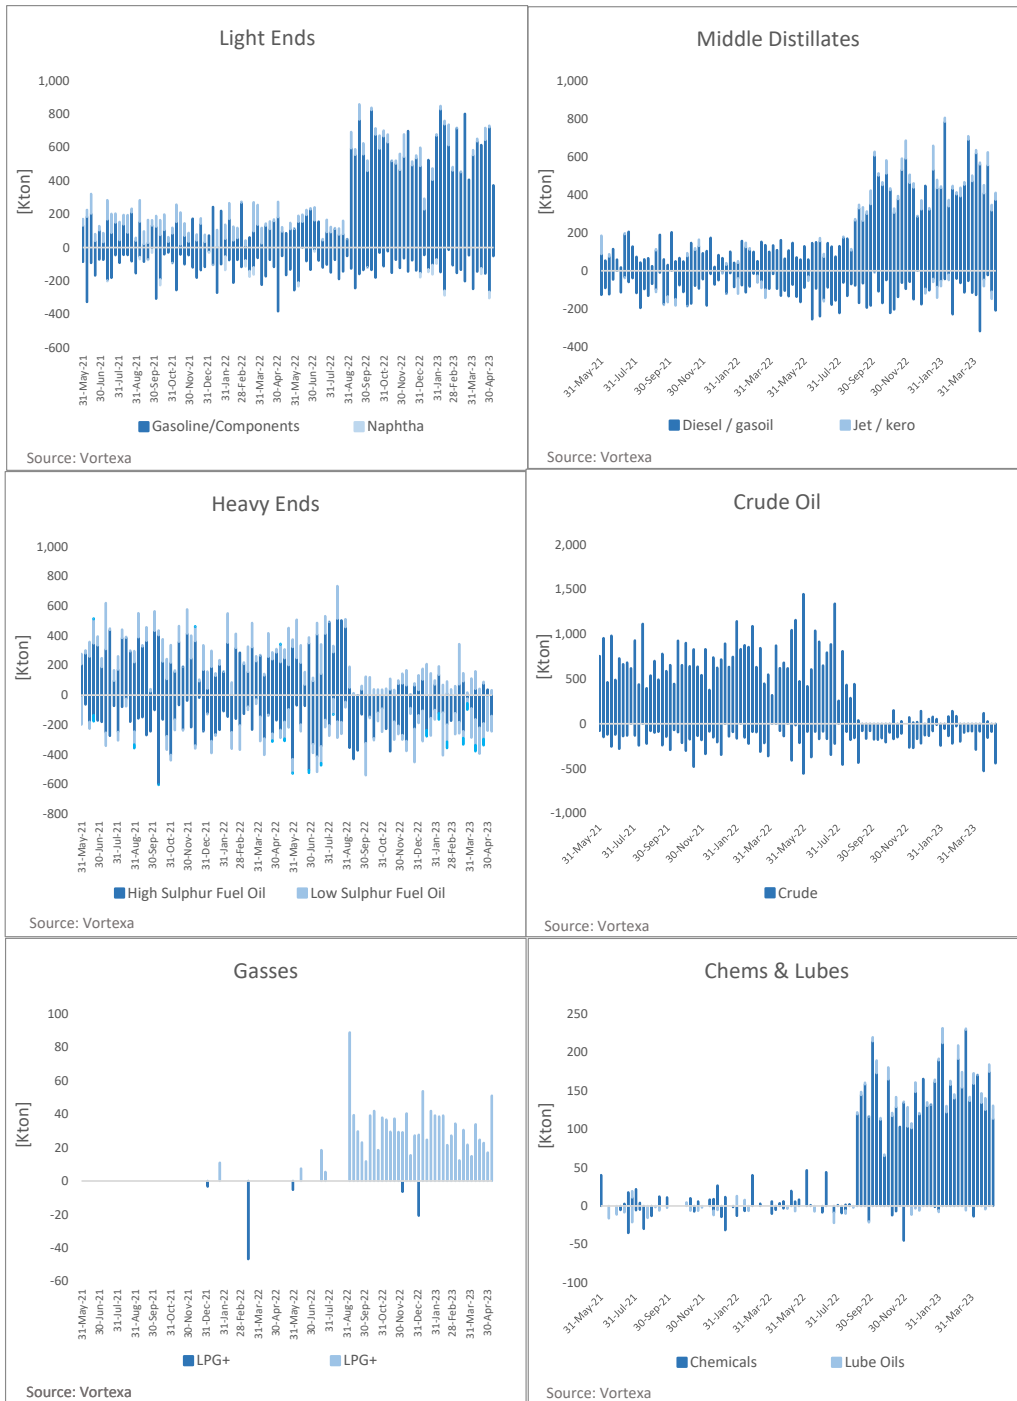 Light Ends
1,000
800
600
400
200
0
-200
-400
-600
[Kton]
31-May-21
30-Jun-21
31-Jul-21
31-Aug-21
30-Sep-21
31-Oct-21
30-Nov-21
31-Dec-21
31-Jan-22
28-Feb-22
31-Mar-22
30-Apr-22
31-May-22
30-Jun-22
31-Jul-22
31-Aug-22
30-Sep-22
31-Oct-22
30-Nov-22
31-Dec-22
31-Jan-23
28-Feb-23
31-Mar-23
30-Apr-23
Gasoline/Components Naphtha
Source: Vortexa
Middle Distillates
1,000
800
600
400
200
0
-200
-400
[Kton]
31-May-21
31-Jul-21
30-Sep-21
30-Nov-21
31-Jan-22
31-Mar-22
31-May-22
31-Jul-22
30-Sep-22
30-Nov-22
31-Jan-23
31-Mar-23
Diesel / gasoil Jet / kero
Source: Vortexa
Heavy Ends
1,000
800
600
400
200
0
-200
-400
-600
-800
[Kton]
31-May-21
30-Jun-21
31-Jul-21
31-Aug-21
30-Sep-21
31-Oct-21
30-Nov-21
31-Dec-21
31-Jan-22
28-Feb-22
31-Mar-22
30-Apr-22
31-May-22
30-Jun-22
31-Jul-22
31-Aug-22
30-Sep-22
31-Oct-22
30-Nov-22
31-Dec-22
31-Jan-23
28-Feb-23
31-Mar-23
30-Apr-23
High Sulphur Fuel Oil Low Sulphur Fuel Oil
Source: Vortexa
Crude Oil
2,000
1,500
1,000
500
0
-500
-1,000
[Kton]
31-May-21
31-Jul-21
30-Sep-21
30-Nov-21
31-Jan-22
31-Mar-22
31-May-22
31-Jul-22
30-Sep-22
30-Nov-22
31-Jan-23
31-Mar-23
Crude
Source: Vortexa
Gasses
100
80
60
40
20
0
-20
-40
-60
[Kton]
31-May-21
30-Jun-21
31-Jul-21
31-Aug-21
30-Sep-21
31-Oct-21
30-Nov-21
31-Dec-21
31-Jan-22
28-Feb-22
31-Mar-22
30-Apr-22
31-May-22
30-Jun-22
31-Jul-22
31-Aug-22
30-Sep-22
31-Oct-22
30-Nov-22
31-Dec-22
31-Jan-23
28-Feb-23
31-Mar-23
30-Apr-23
LPG+ LPG+
Source: Vortexa
Chems & Lubes
250
200
150
100
50
0
-50
-100
[Kton]
31-May-21
31-Jul-21
30-Sep-21
30-Nov-21
31-Jan-22
31-Mar-22
31-May-22
31-Jul-22
30-Sep-22
30-Nov-22
31-Jan-23
31-Mar-23
Chemicals Lube Oils
Source: Vortexa